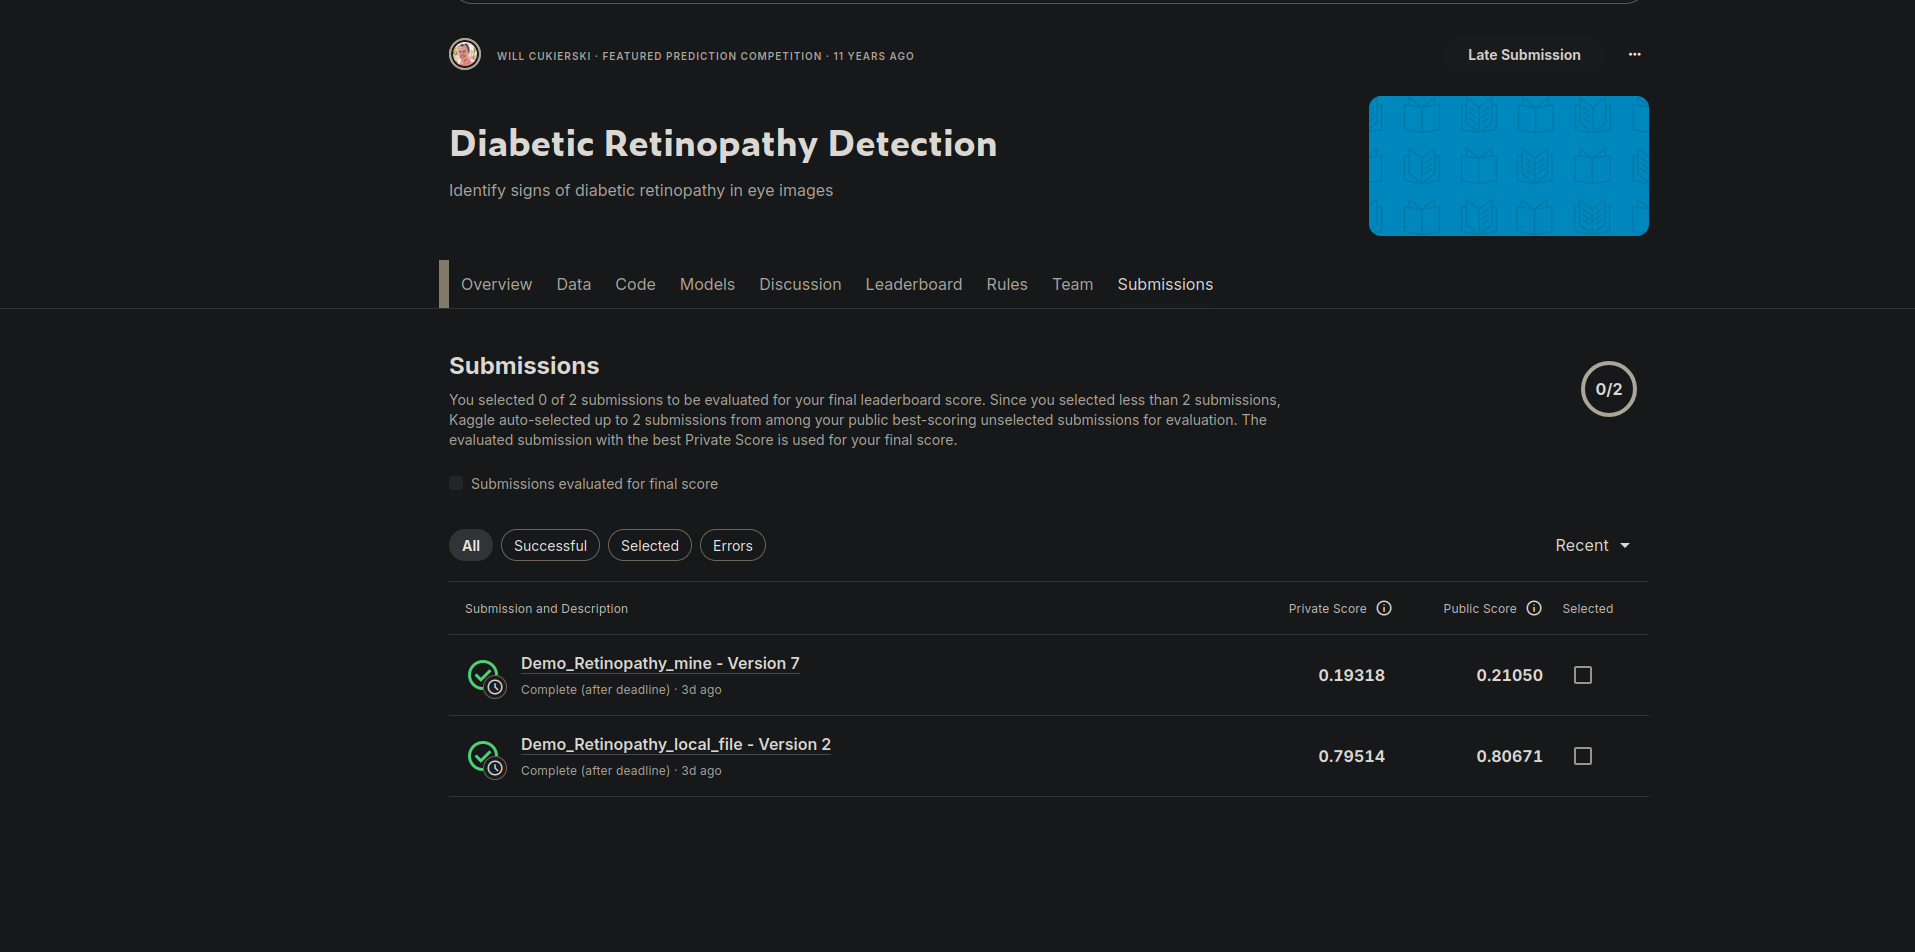 WILL CUKIERSKI · FEATURED PREDICTION COMPETITION · 11 YEARS AGO
Late Submission
Diabetic Retinopathy Detection
Identify signs of diabetic retinopathy in eye images
Overview Data Code Models Discussion Leaderboard Rules Team Submissions
Submissions
You selected 0 of 2 submissions to be evaluated for your final leaderboard score. Since you selected less than 2 submissions,
Kaggle auto-selected up to 2 submissions from among your public best-scoring unselected submissions for evaluation. The
evaluated submission with the best Private Score is used for your final score.
0/2
Submissions evaluated for final score
All Successful Selected Errors Recent
Submission and Description Private Score Public Score Selected
Demo_Retinopathy_mine - Version 7
Complete (after deadline) · 3d ago
0.19318 0.21050
Demo_Retinopathy_local_file - Version 2
Complete (after deadline) · 3d ago
0.79514 0.80671